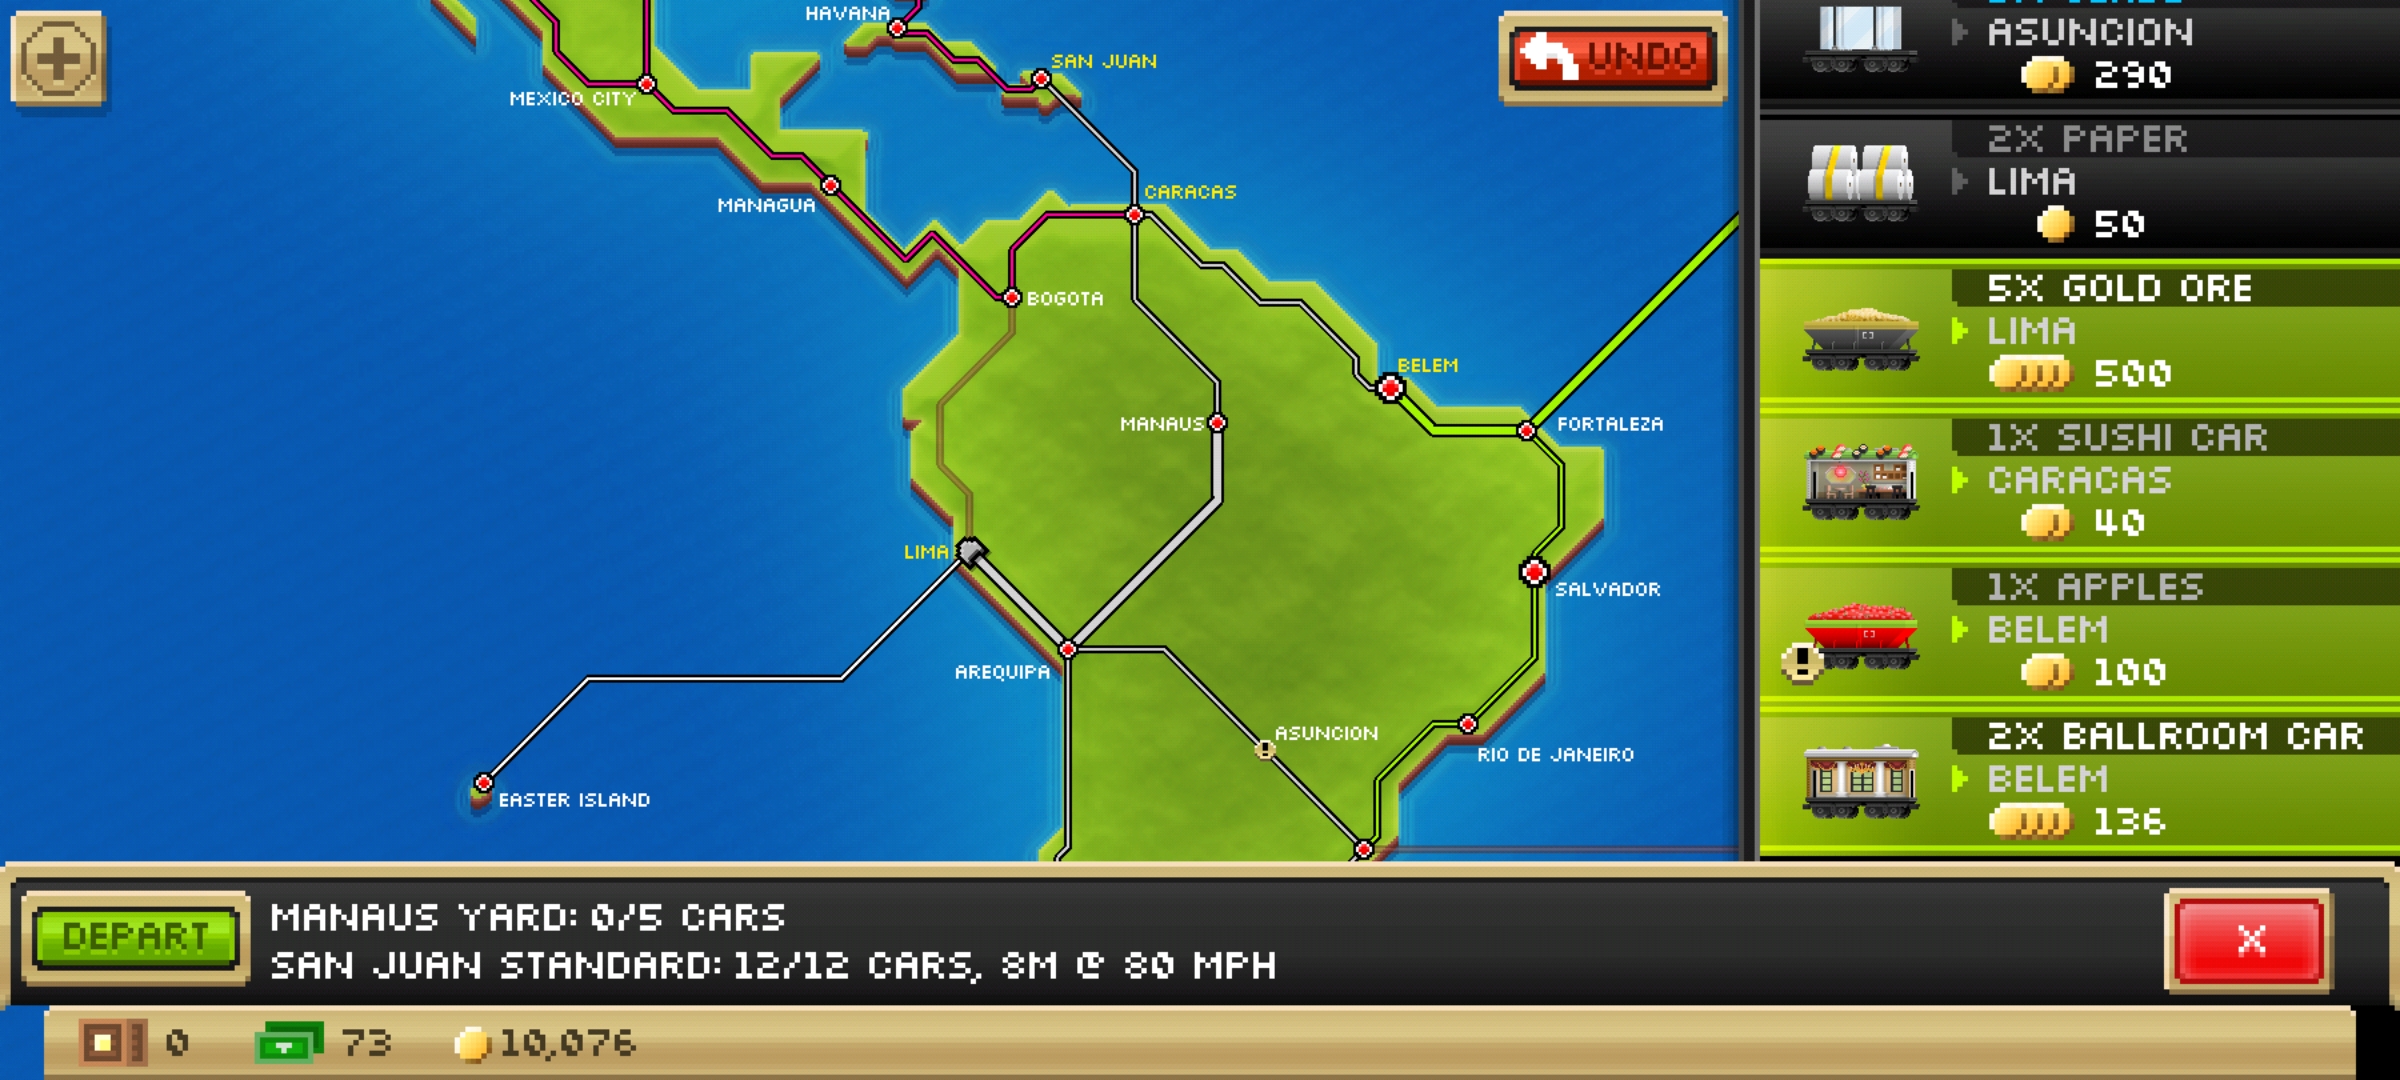 HAVANA
SAN JUAN
MEXICO CITY
MANAGUA
CARACAS
BOGOTA
BELEM
MANAUS
FORTALEZA
LIMA
SALVADOR
AREQUIPA
ASUNCION
RIO DE JANEIRO
EASTER ISLAND
UNDO
ASUNCION
290
2X PAPER
LIMA
50
5X GOLD ORE
LIMA
500
1X SUSHI CAR
CARACAS
40
1X APPLES
BELEM
100
2X BALLROOM CAR
BELEM
136
DEPART
MANAUS YARD: 0/5 CARS
SAN JUAN STANDARD: 12/12 CARS, 8M @ 80 MPH
X
0
73
10,076